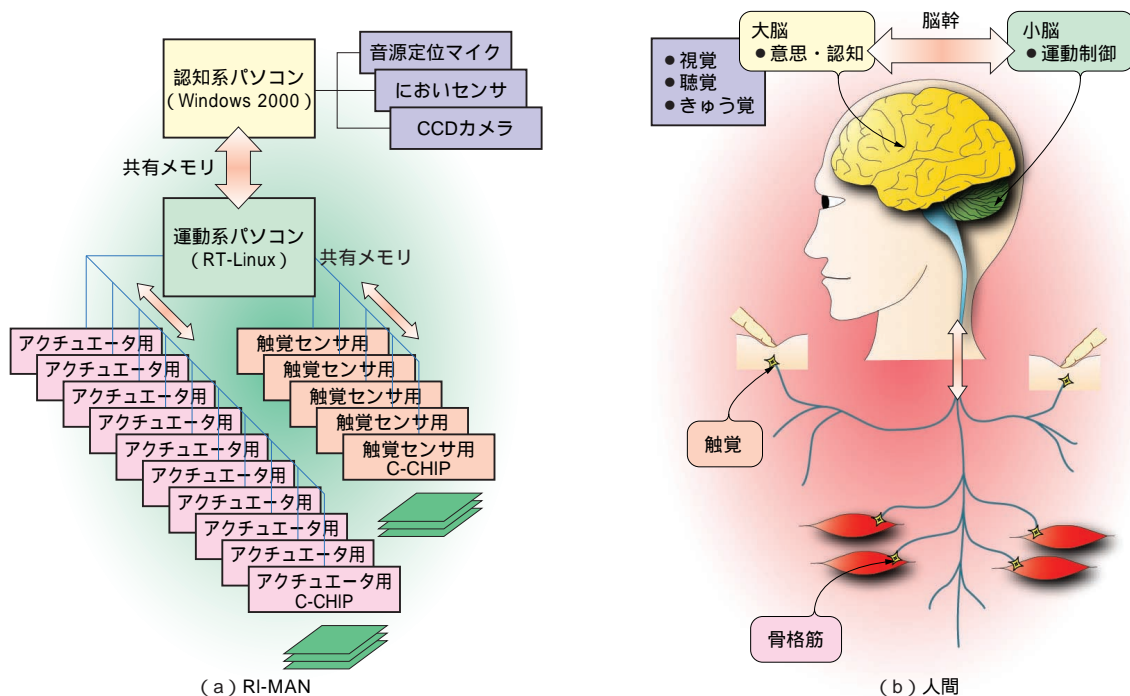 認知系パソコン
(Windows 2000)
音源定位マイク
においセンサ
CCDカメラ
共有メモリ
運動系パソコン
(RT-Linux)
共有メモリ
アクチュエータ用
アクチュエータ用
アクチュエータ用
アクチュエータ用
アクチュエータ用
アクチュエータ用
アクチュエータ用
アクチュエータ用
アクチュエータ用
アクチュエータ用
C-CHIP
触覚センサ用
触覚センサ用
触覚センサ用
触覚センサ用
触覚センサ用
C-CHIP
(a)RI-MAN
●視覚
●聴覚
●きゅう覚
大脳
●意思・認知
脳幹
小脳
●運動制御
触覚
骨格筋
(b)人間